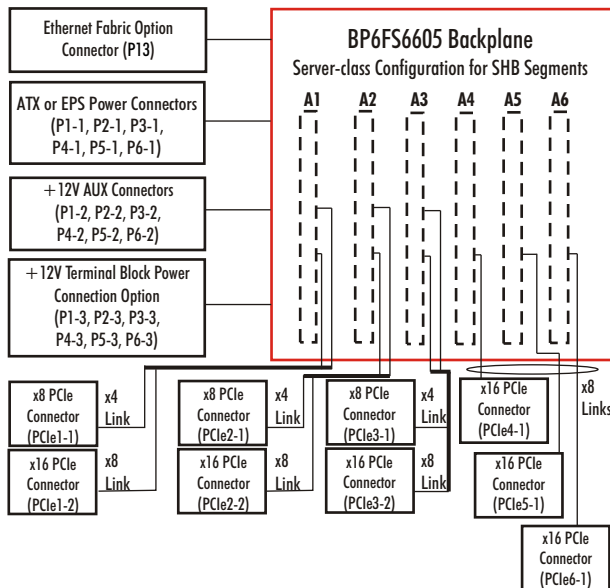 Ethernet Fabric Option
Connector (P13)
ATX or EPS Power Connectors
(P1-1, P2-1, P3-1,
P4-1, P5-1, P6-1)
+12V AUX Connectors
(P1-2, P2-2, P3-2,
P4-2, P5-2, P6-2)
+12V Terminal Block Power
Connection Option
(P1-3, P2-3, P3-3,
P4-3, P5-3, P6-3)
BP6FS6605 Backplane
Server-class Configuration for SHB Segments
A1 A2 A3 A4 A5 A6
x8 PCIe
Connector
(PCIe1-1)
x4
Link
x8 PCIe
Connector
(PCIe2-1)
x4
Link
x8 PCIe
Connector
(PCIe3-1)
x4
Link
x16 PCIe
Connector
(PCIe4-1)
x8
Links
x16 PCIe
Connector
(PCIe1-2)
x8
Link
x16 PCIe
Connector
(PCIe2-2)
x8
Link
x16 PCIe
Connector
(PCIe3-2)
x8
Link
x16 PCIe
Connector
(PCIe5-1)
x16 PCIe
Connector
(PCIe6-1)